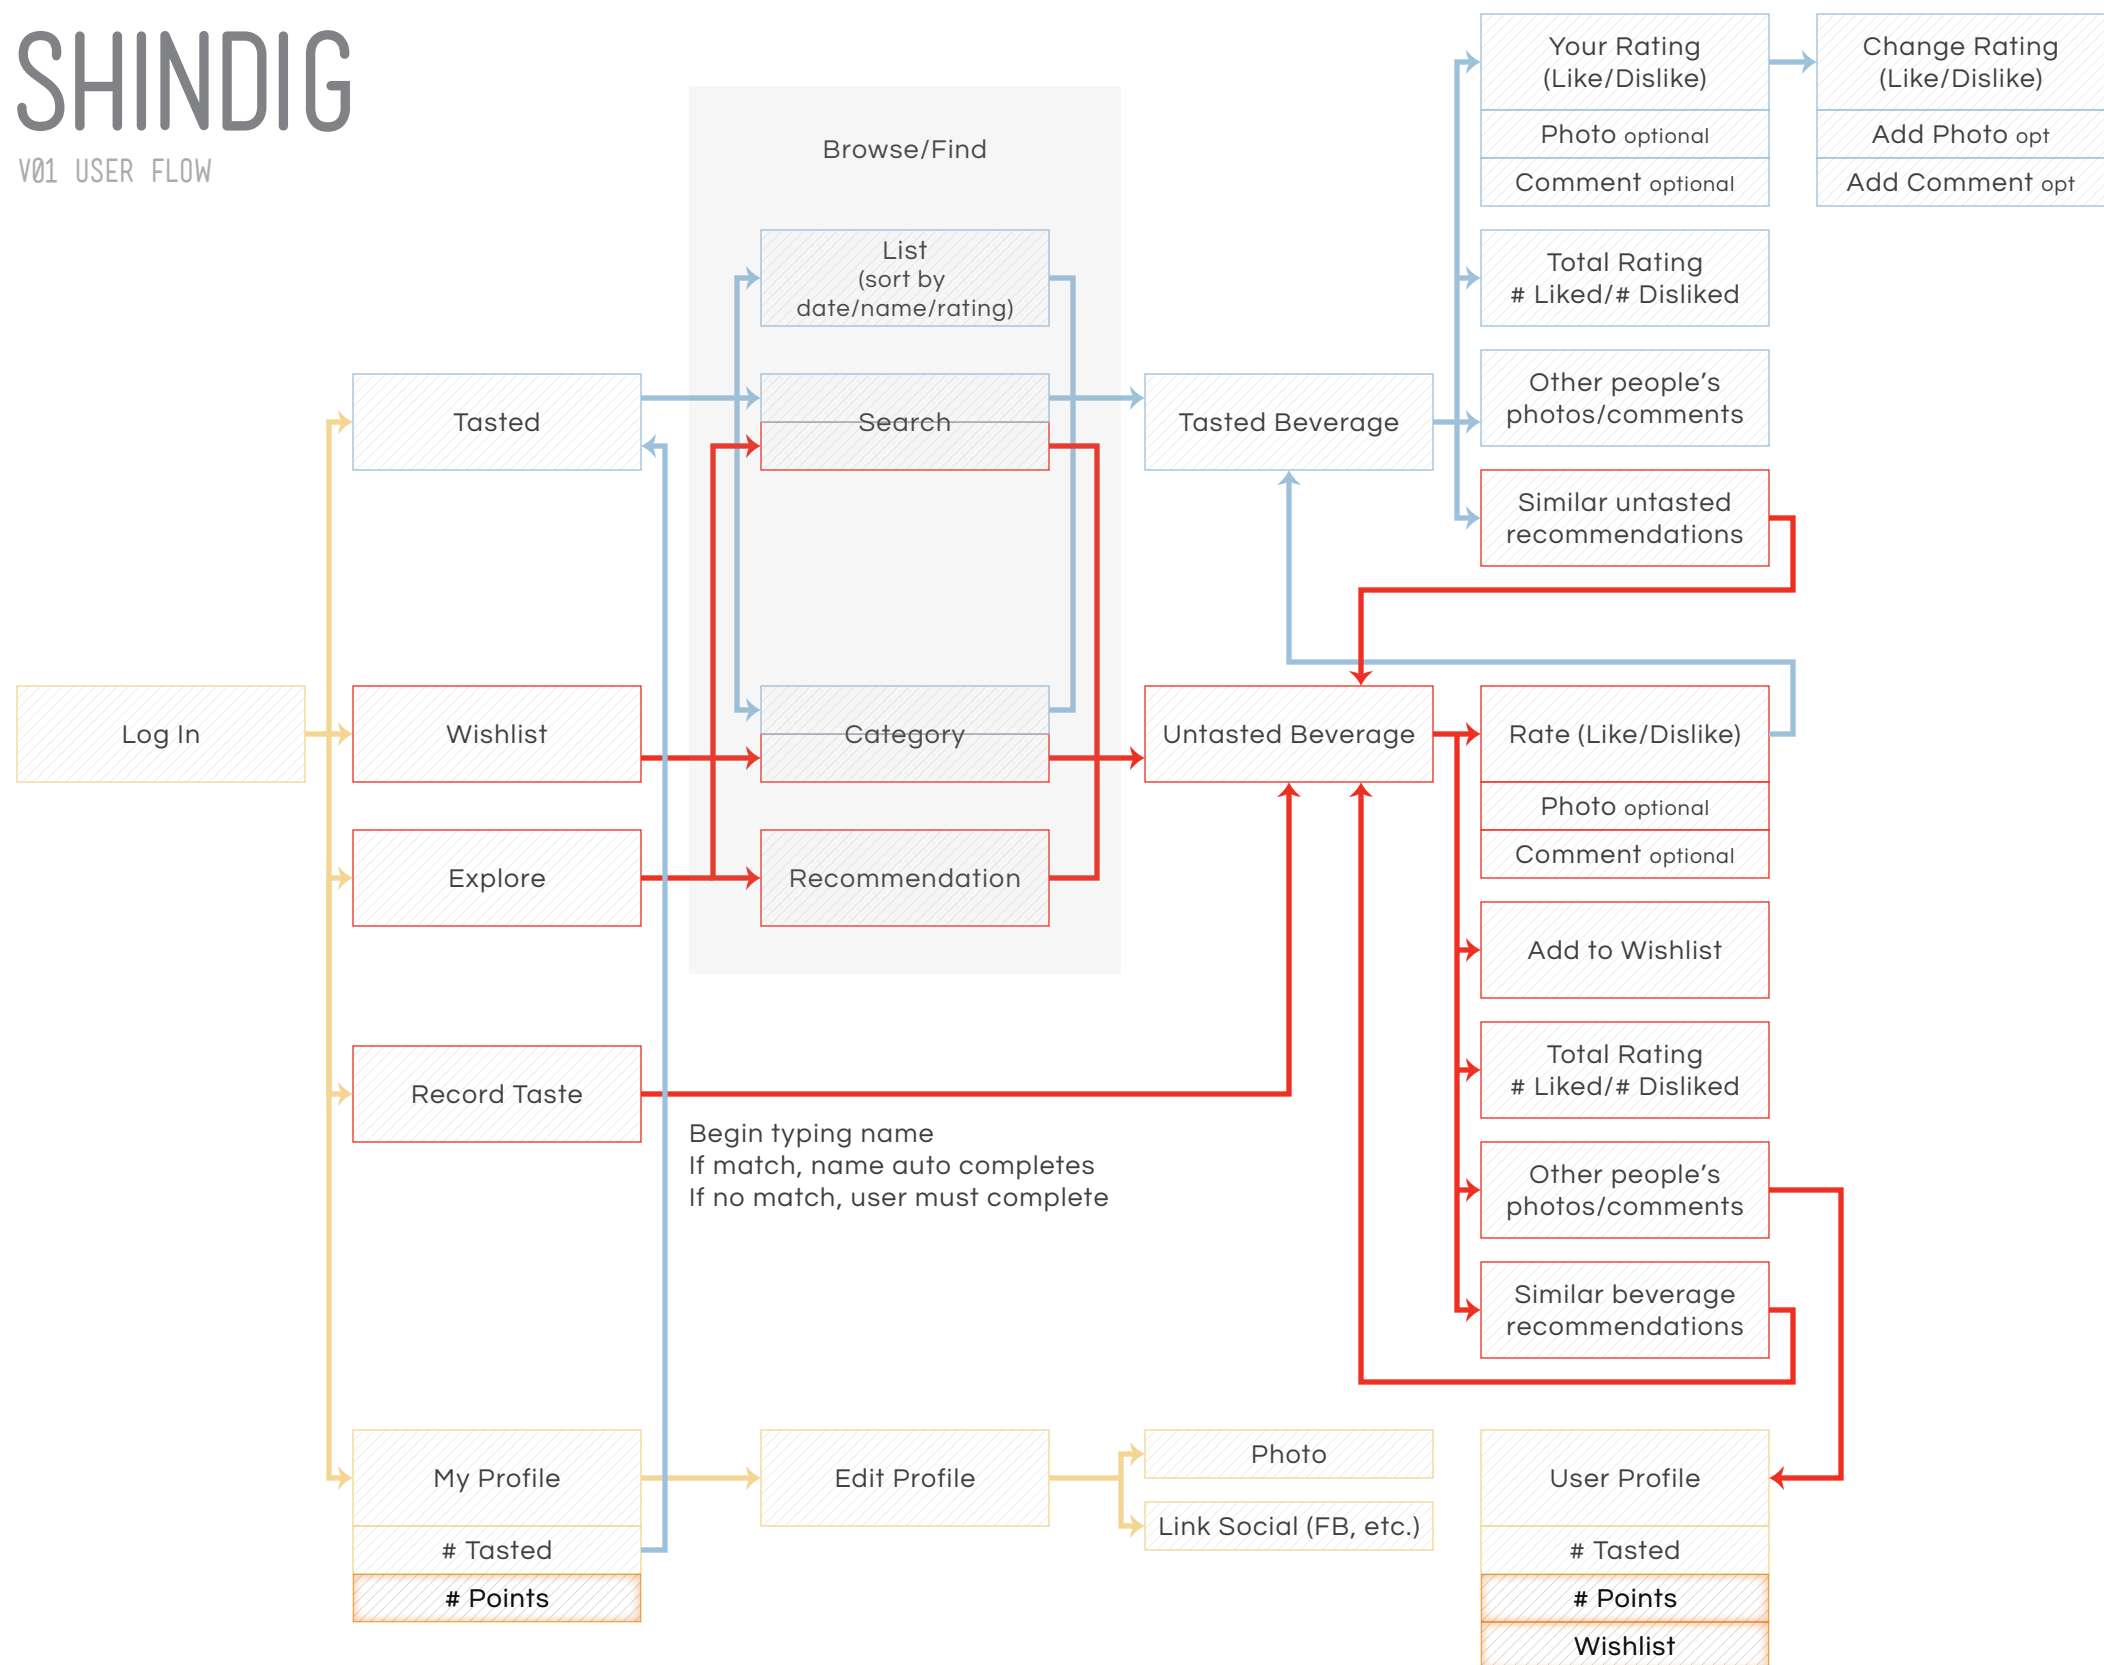 SHINDIG
V01 USER FLOW
Browse/Find
List
(sort by
date/name/rating)
Tasted
Search
Tasted Beverage
Your Rating
(Like/Dislike)
Photo optional
Comment optional
Change Rating
(Like/Dislike)
Add Photo opt
Add Comment opt
Total Rating
# Liked/# Disliked
Other people's
photos/comments
Similar untasted
recommendations
Log In
Wishlist
Category
Untasted Beverage
Rate (Like/Dislike)
Photo optional
Comment optional
Explore
Recommendation
Add to Wishlist
Record Taste
Begin typing name
If match, name auto completes
If no match, user must complete
Total Rating
# Liked/# Disliked
Other people's
photos/comments
Similar beverage
recommendations
My Profile
# Tasted
# Points
Edit Profile
Photo
Link Social (FB, etc.)
User Profile
# Tasted
# Points
Wishlist